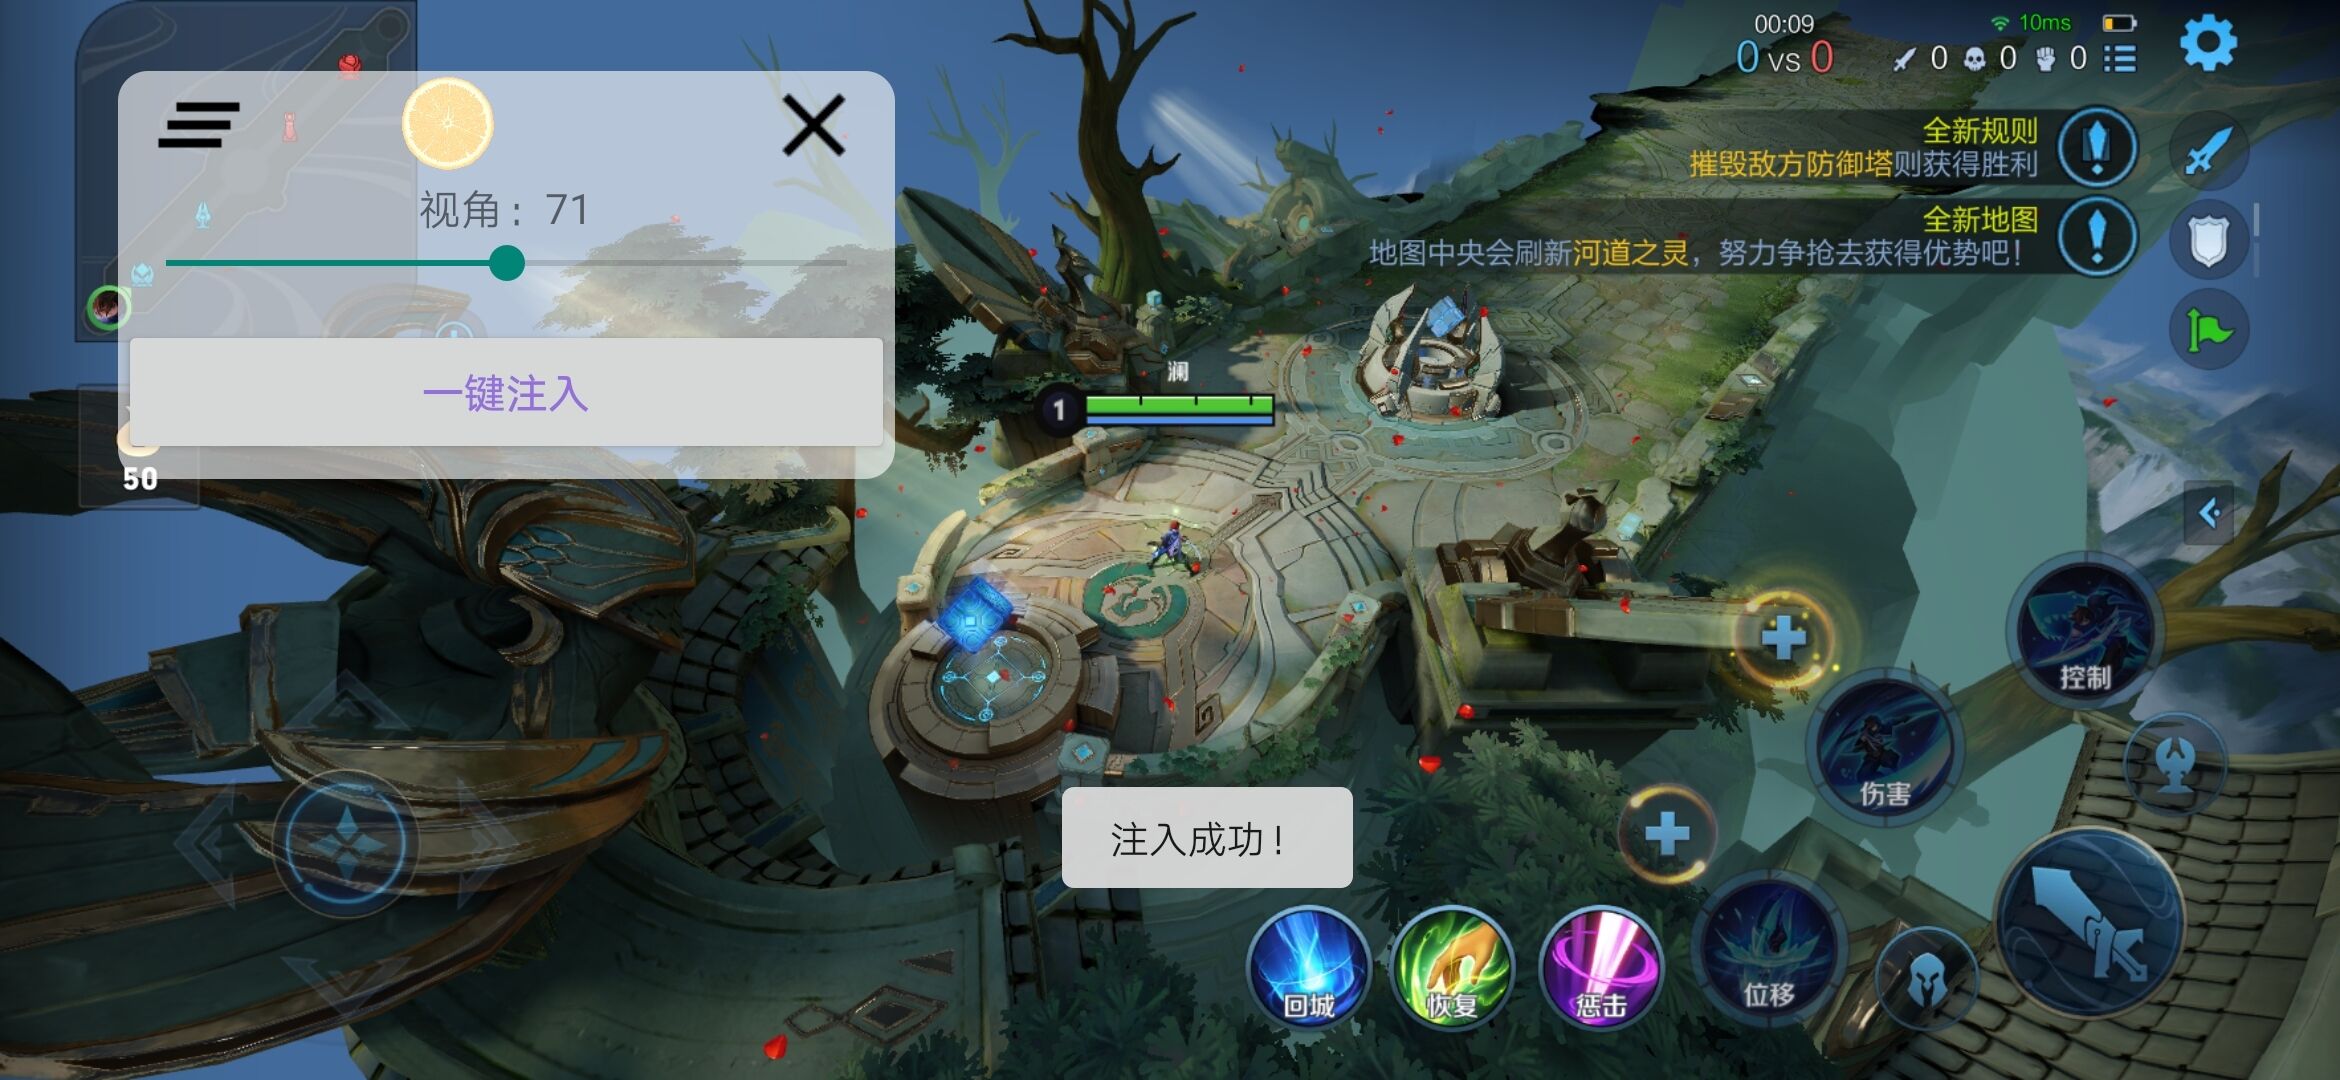 00:09
10ms
0 vs 0
0
0
0
视角：71
全新规则
摧毁敌方防御塔则获得胜利
全新地图
地图中央会刷新河道之灵，努力争抢去获得优势吧！
一键注入
澜
1
50
控制
伤害
注入成功！
回城
恢复
惩击
位移